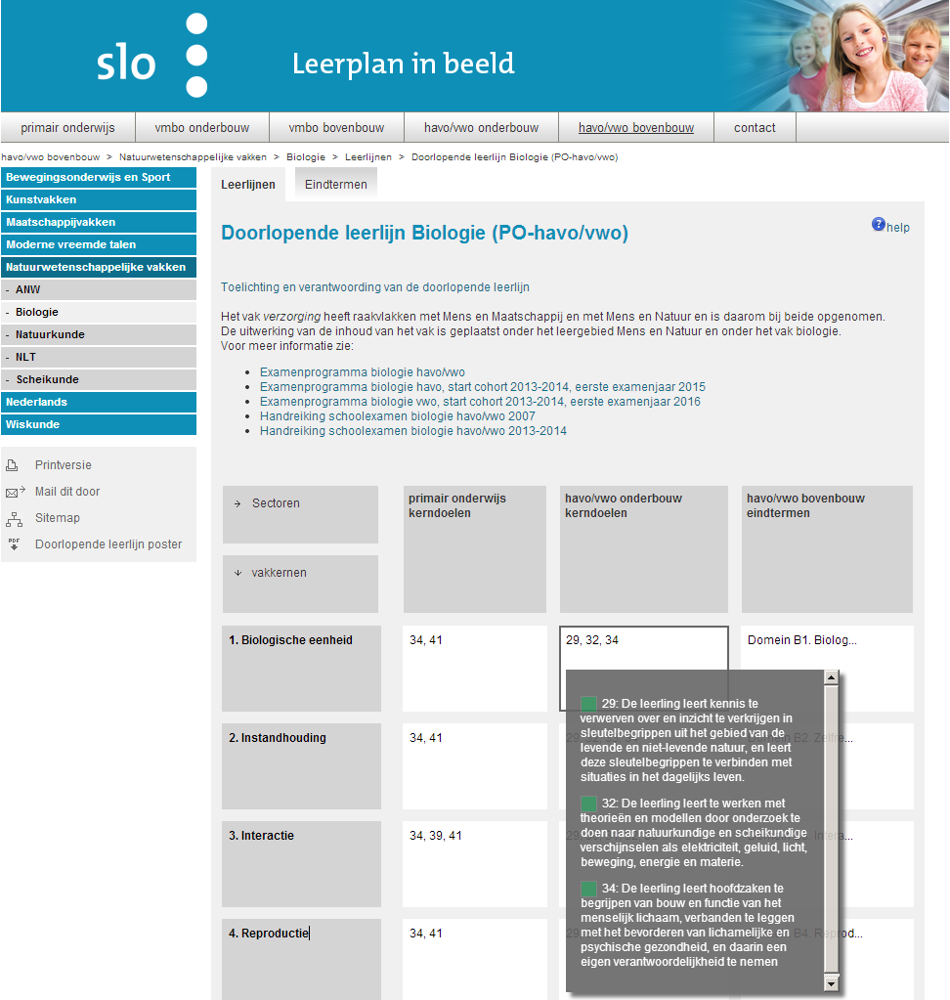 slo
Leerplan in beeld
primair onderwijs
vmbo onderbouw
vmbo bovenbouw
havo/vwo onderbouw
havo/vwo bovenbouw
contact
havo/vwo bovenbouw > Natuurwetenschappelijke vakken > Biologie > Leerlijnen > Doorlopende leerlijn Biologie (PO-havo/vwo)
Bewegingsonderwijs en Sport
Kunstvakken
Maatschappijvakken
Moderne vreemde talen
Natuurwetenschappelijke vakken
- ANW
- Biologie
- Natuurkunde
- NLT
- Scheikunde
Nederlands
Wiskunde
Printversie
Mail dit door
Sitemap
PDF
Doorlopende leerlijn poster
Leerlijnen
Eindtermen
Doorlopende leerlijn Biologie (PO-havo/vwo)
? help
Toelichting en verantwoording van de doorlopende leerlijn
Het vak verzorging heeft raakvlakken met Mens en Maatschappij en met Mens en Natuur en is daarom bij beide opgenomen.
De uitwerking van de inhoud van het vak is geplaatst onder het leergebied Mens en Natuur en onder het vak biologie.
Voor meer informatie zie:
• Examenprogramma biologie havo/vwo
• Examenprogramma biologie havo, start cohort 2013-2014, eerste examenjaar 2015
• Examenprogramma biologie vwo, start cohort 2013-2014, eerste examenjaar 2016
• Handreiking schoolexamen biologie havo/vwo 2007
• Handreiking schoolexamen biologie havo/vwo 2013-2014
→ Sectoren
↓ vakkernen
primair onderwijs
kerndoelen
havo/vwo onderbouw
kerndoelen
havo/vwo bovenbouw
eindtermen
1. Biologische eenheid
34, 41
29, 32, 34
Domein B1. Biolog...
2. Instandhouding
34, 41
Domein B2. Zelfre...
3. Interactie
34, 39, 41
4. Reproductie
34, 41
29: De leerling leert kennis te
verwerven over en inzicht te verkrijgen in
sleutelbegrippen uit het gebied van de
levende en niet-levende natuur, en leert
deze sleutelbegrippen te verbinden met
situaties in het dagelijks leven.
32: De leerling leert te werken met
theorieën en modellen door onderzoek te
doen naar natuurkundige en scheikundige
verschijnselen als elektriciteit, geluid, licht,
beweging, energie en materie.
34: De leerling leert hoofdzaken te
begrijpen van bouw en functie van het
menselijk lichaam, verbanden te leggen
met het bevorderen van lichamelijke en
psychische gezondheid, en daarin een
eigen verantwoordelijkheid te nemen